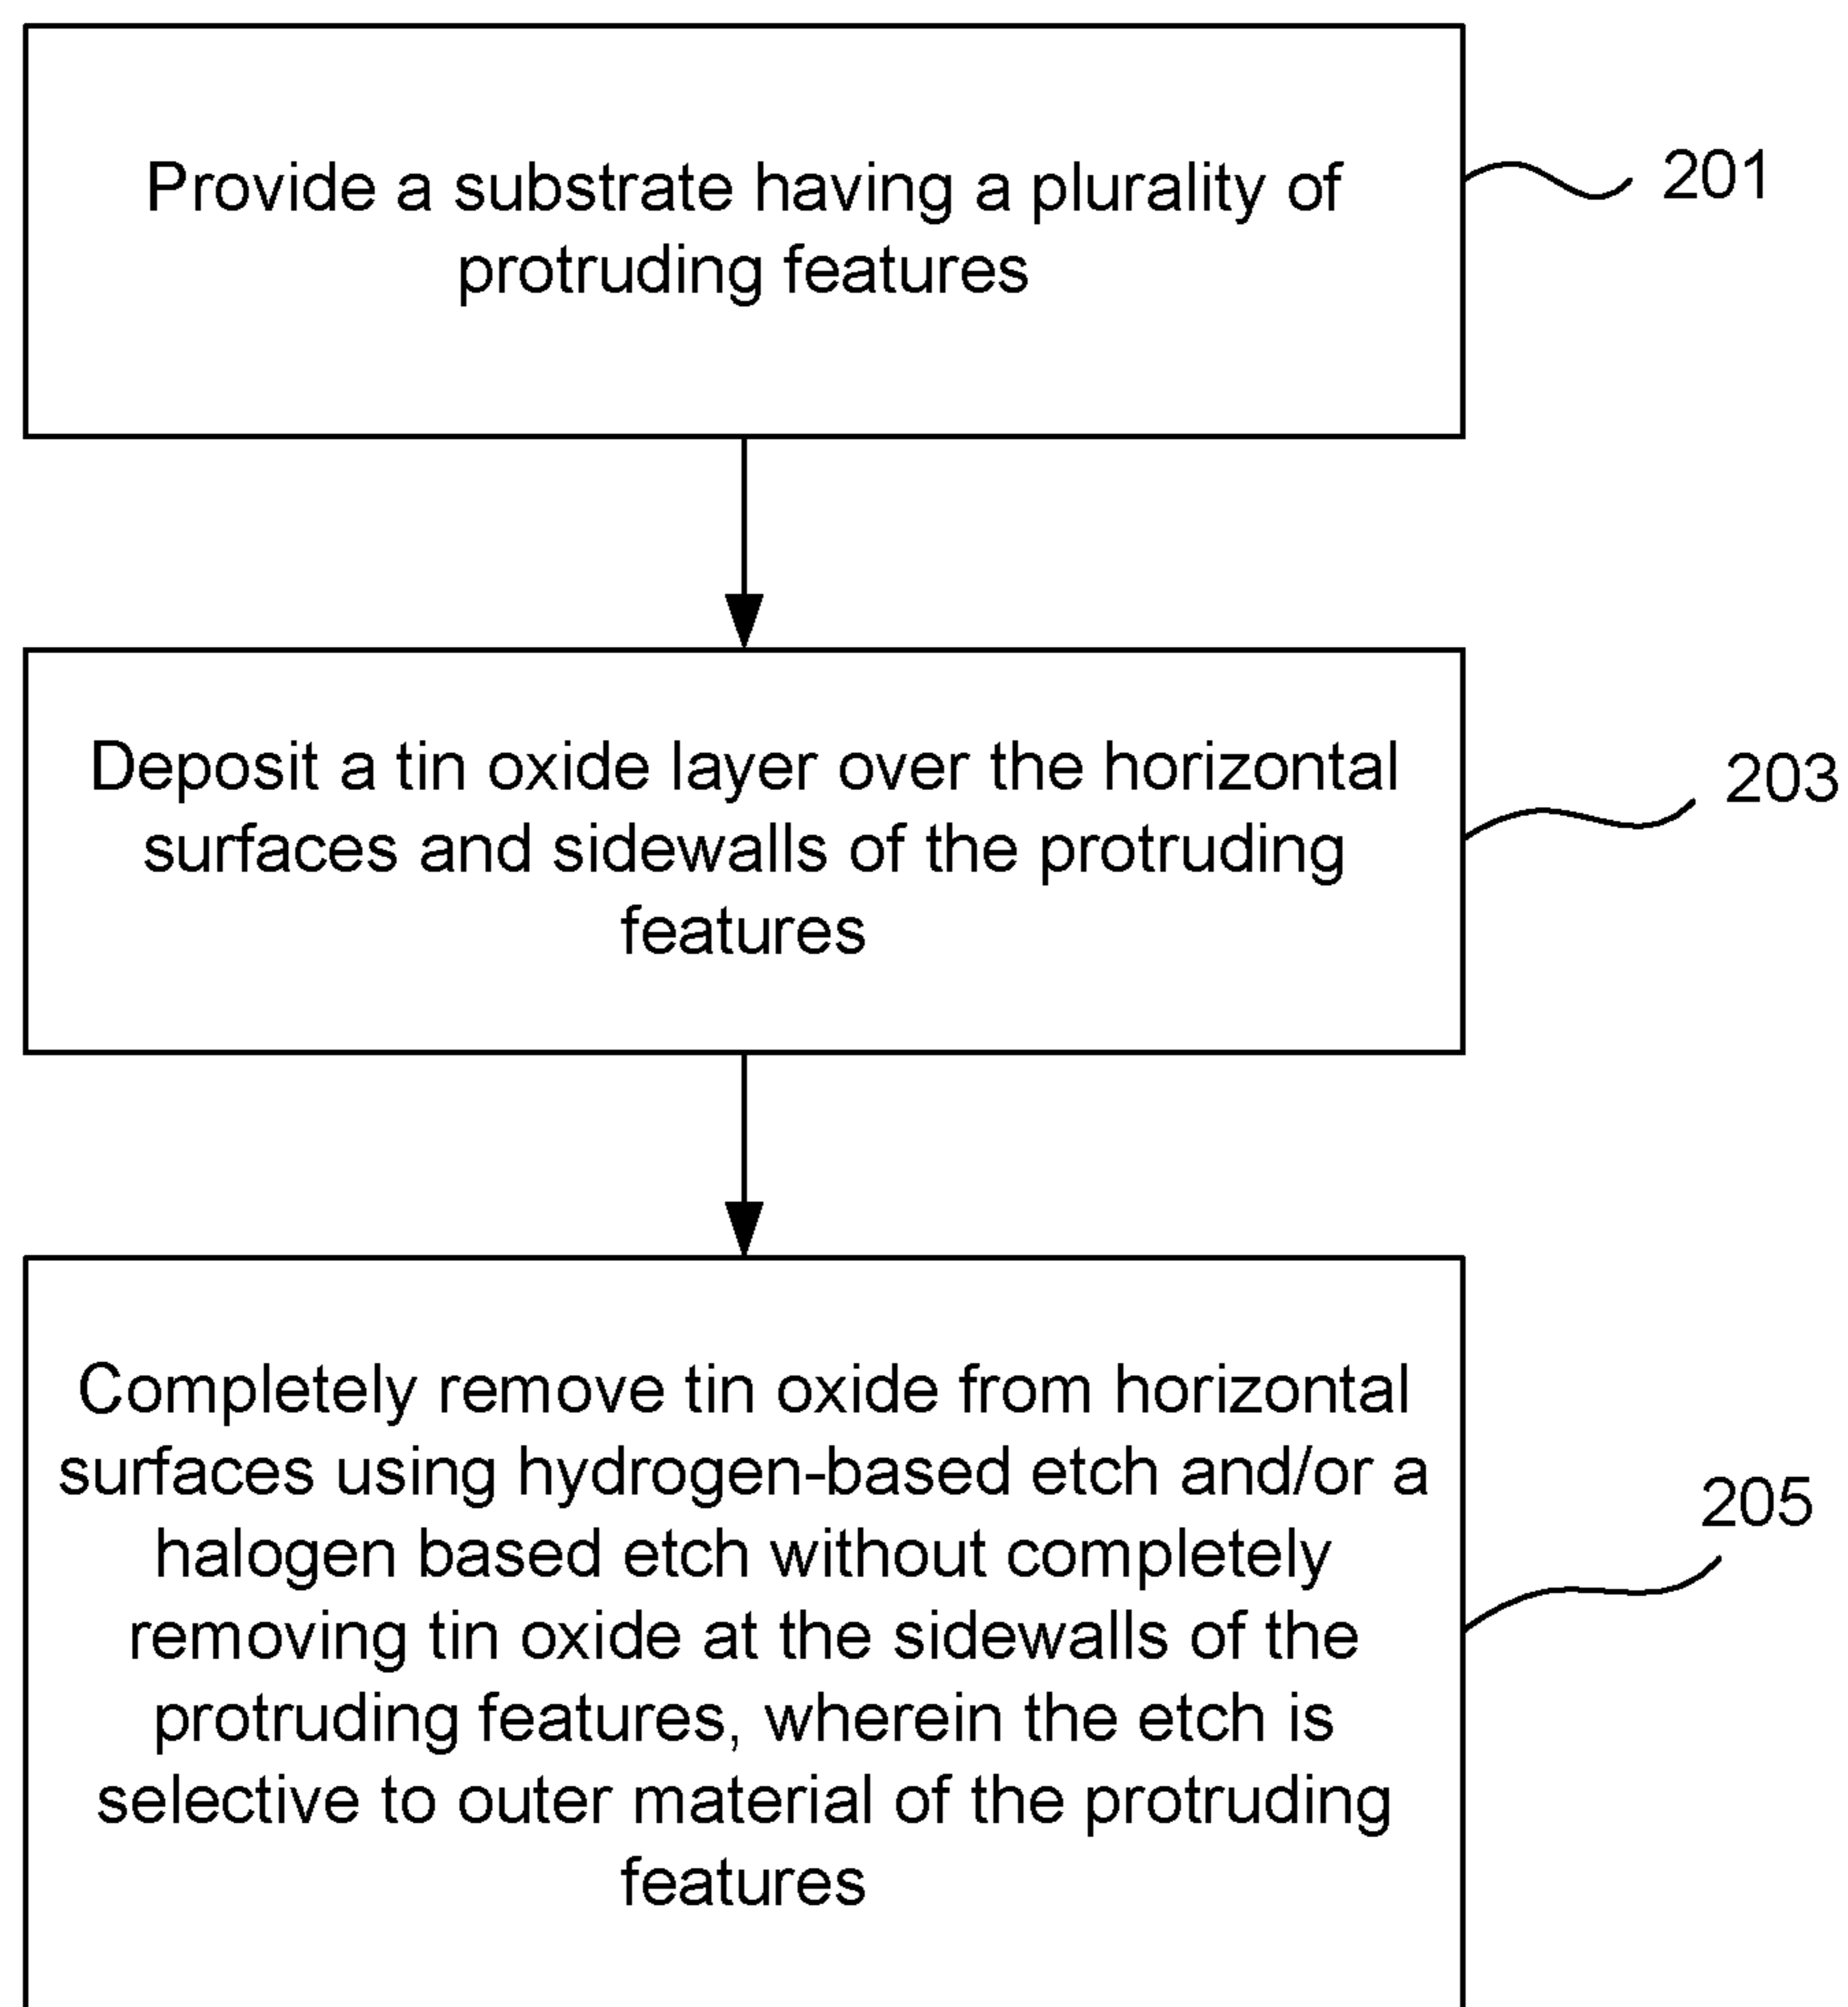 Provide a substrate having a plurality of
protruding features
201
Deposit a tin oxide layer over the horizontal
surfaces and sidewalls of the protruding
features
203
Completely remove tin oxide from horizontal
surfaces using hydrogen-based etch and/or a
halogen based etch without completely
removing tin oxide at the sidewalls of the
protruding features, wherein the etch is
selective to outer material of the protruding
features
205